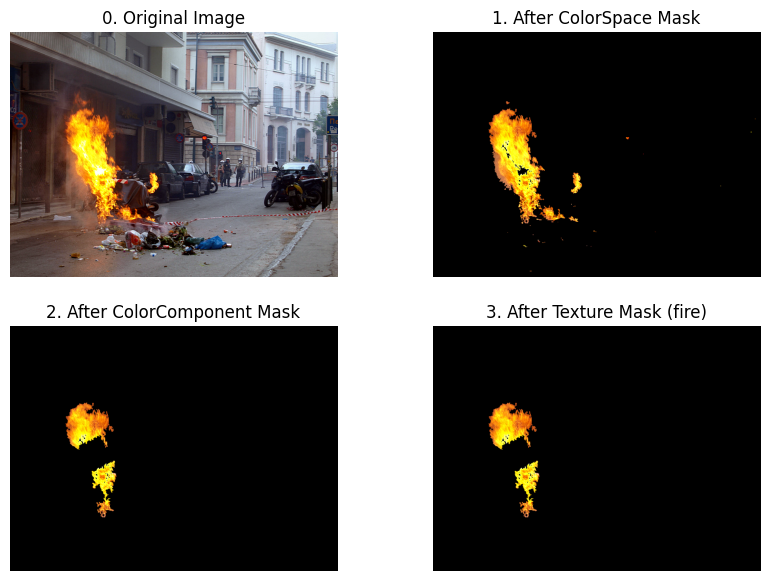 0. Original Image
1. After ColorSpace Mask
2. After ColorComponent Mask
3. After Texture Mask (fire)